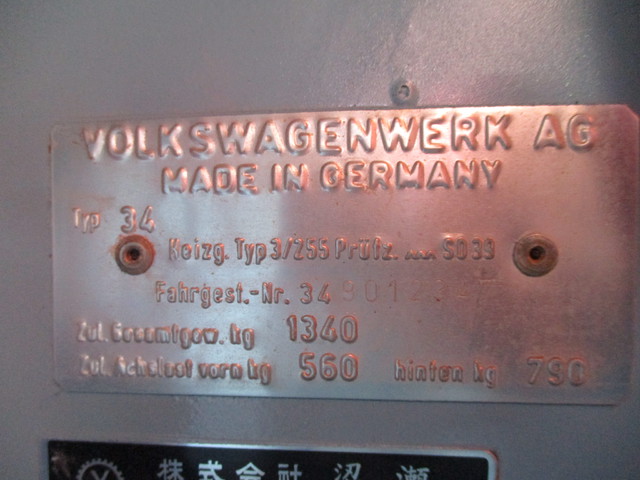 VOLKSWAGENWERK AG
MADE IN GERMANY
Typ 34
Typ 3/255 Prüfz. SD33
Fahrgest.-Nr. 34
Zul. Gesamtgew. kg 1340
Zul. Achslast vorn kg 560 hinten kg 790
株式会社